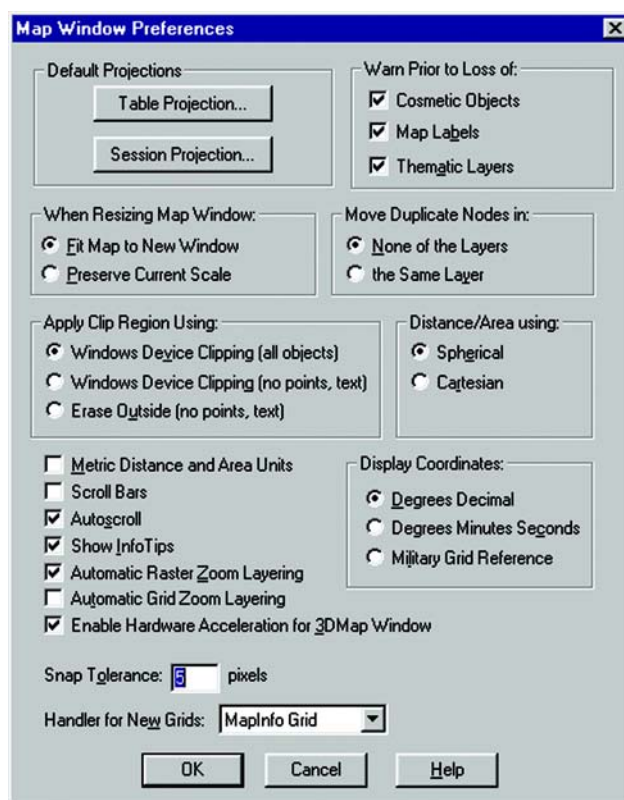 Map Window Preferences
Default Projections
Table Projection...
Session Projection...
Warn Prior to Loss of:
Cosmetic Objects
Map Labels
Thematic Layers
When Resizing Map Window:
Fit Map to New Window
Preserve Current Scale
Move Duplicate Nodes in:
None of the Layers
the Same Layer
Apply Clip Region Using:
Windows Device Clipping (all objects)
Windows Device Clipping (no points, text)
Erase Outside (no points, text)
Distance/Area using:
Spherical
Cartesian
Metric Distance and Area Units
Scroll Bars
Autoscroll
Show InfoTips
Automatic Raster Zoom Layering
Automatic Grid Zoom Layering
Enable Hardware Acceleration for 3DMap Window
Display Coordinates:
Degrees Decimal
Degrees Minutes Seconds
Military Grid Reference
Snap Tolerance: 5 pixels
Handler for New Grids: MapInfo Grid
OK Cancel Help